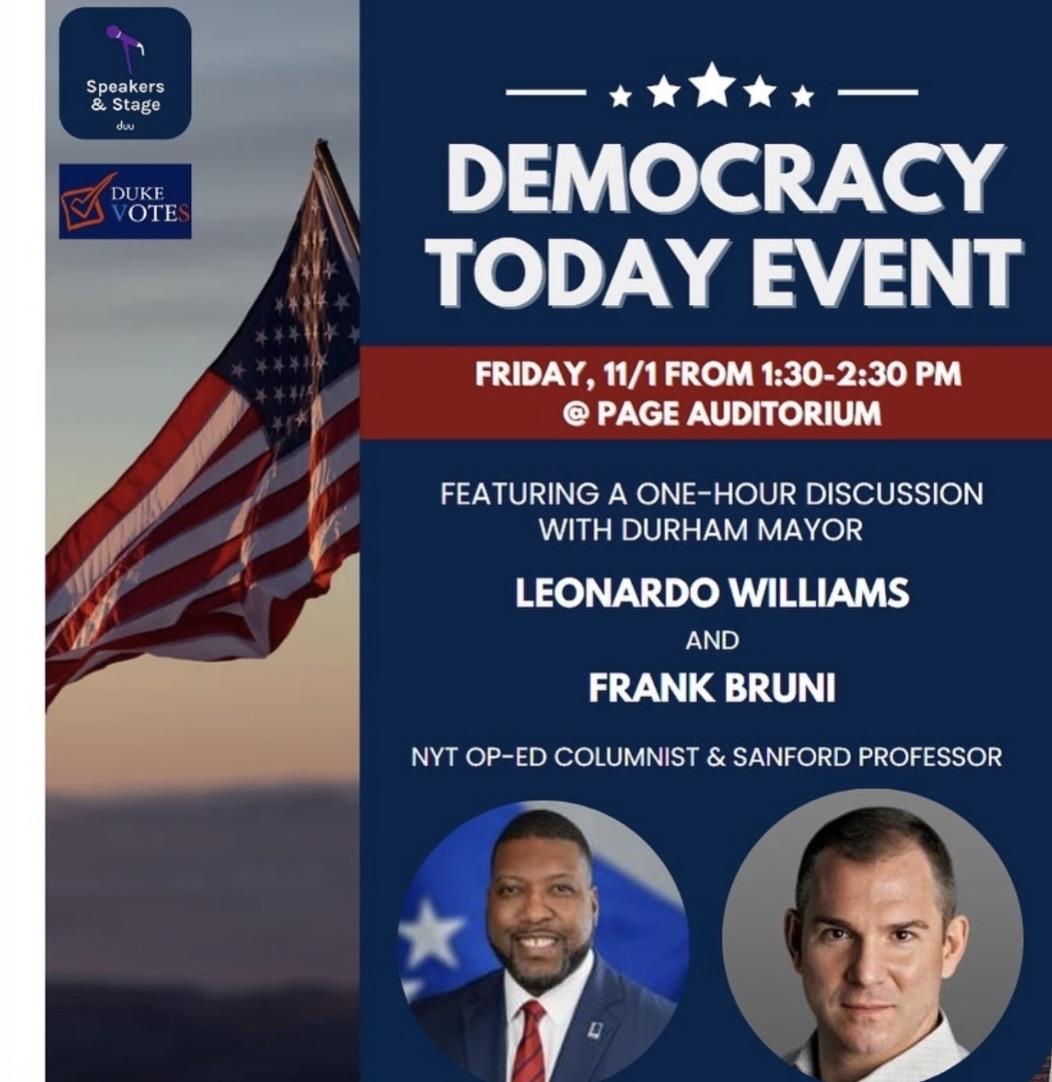 Speakers
& Stage
duu
DUKE
VOTES
DEMOCRACY
TODAY EVENT
FRIDAY, 11/1 FROM 1:30-2:30 PM
@ PAGE AUDITORIUM
FEATURING A ONE-HOUR DISCUSSION
WITH DURHAM MAYOR
LEONARDO WILLIAMS
AND
FRANK BRUNI
NYT OP-ED COLUMNIST & SANFORD PROFESSOR